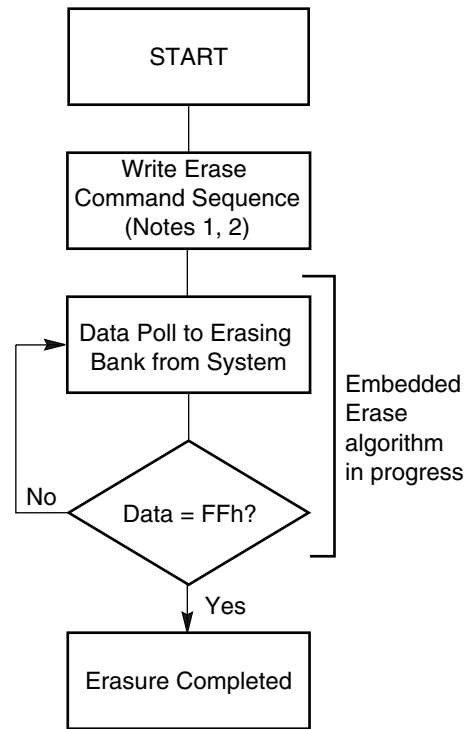 START
Write Erase
Command Sequence
(Notes 1, 2)
Data Poll to Erasing
Bank from System
Embedded
Erase
algorithm
in progress
No
Data = FFh?
Yes
Erasure Completed